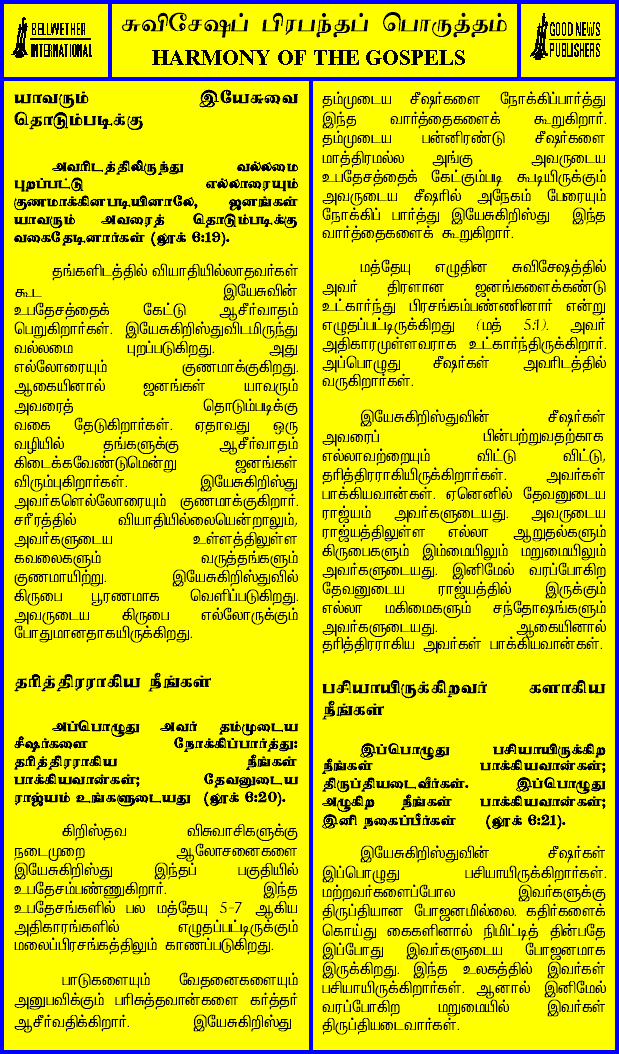 BELLWETHER
INTERNATIONAL
சுவிசேஷப் பிரபந்தப் பொருத்தம்
HARMONY OF THE GOSPELS
GOOD NEWS
PUBLISHERS
யாவரும் இயேசுவை
தொடும்படிக்கு
அவரிடத்திலிருந்து வல்லமை
புறப்பட்டு எல்லாரையும்
குணமாக்கினபடியினாலே, ஜனங்கள்
யாவரும் அவரைத் தொடும்படிக்கு
வகைதேடினார்கள் (லூக் 6:19).
தங்களிடத்தில் வியாதியில்லாதவர்கள்
கூட இயேசுவின்
உபதேசத்தைக் கேட்டு ஆசீர்வாதம்
பெறுகிறார்கள். இயேசுகிறிஸ்துவிடமிருந்து
வல்லமை புறப்படுகிறது. அது
எல்லோரையும் குணமாக்குகிறது.
ஆகையினால் ஜனங்கள் யாவரும்
அவரைத் தொடும்படிக்கு
வகை தேடுகிறார்கள். ஏதாவது ஒரு
வழியில் தங்களுக்கு ஆசீர்வாதம்
கிடைக்கவேண்டுமென்று ஜனங்கள்
விரும்புகிறார்கள். இயேசுகிறிஸ்து
அவர்களெல்லோரையும் குணமாக்குகிறார்.
சரீரத்தில் வியாதியில்லையென்றாலும்,
அவர்களுடைய உள்ளத்திலுள்ள
கவலைகளும் வருத்தங்களும்
குணமாயிற்று. இயேசுகிறிஸ்துவில்
கிருபை பூரணமாக வெளிப்படுகிறது.
அவருடைய கிருபை எல்லோருக்கும்
போதுமானதாகயிருக்கிறது.
தரித்திரராகிய நீங்கள்
அப்பொழுது அவர் தம்முடைய
சீஷர்களை நோக்கிப்பார்த்து:
தரித்திரராகிய நீங்கள்
பாக்கியவான்கள்; தேவனுடைய
ராஜ்யம் உங்களுடையது (லூக் 6:20).
கிறிஸ்தவ விசுவாசிகளுக்கு
நடைமுறை ஆலோசனைகளை
இயேசுகிறிஸ்து இந்தப் பகுதியில்
உபதேசம்பண்ணுகிறார். இந்த
உபதேசங்களில் பல மத்தேயு 5-7 ஆகிய
அதிகாரங்களில் எழுதப்பட்டிருக்கும்
மலைப்பிரசங்கத்திலும் காணப்படுகிறது.
பாடுகளையும் வேதனைகளையும்
அனுபவிக்கும் பரிசுத்தவான்களை கர்த்தர்
ஆசீர்வதிக்கிறார். இயேசுகிறிஸ்து
தம்முடைய சீஷர்களை நோக்கிப்பார்த்து
இந்த வார்த்தைகளைக் கூறுகிறார்.
தம்முடைய பன்னிரண்டு சீஷர்களை
மாத்திரமல்ல அங்கு அவருடைய
உபதேசத்தைக் கேட்கும்படி கூடியிருக்கும்
அவருடைய சீஷரில் அநேகம் பேரையும்
நோக்கிப் பார்த்து இயேசுகிறிஸ்து இந்த
வார்த்தைகளைக் கூறுகிறார்.
மத்தேயு எழுதின சுவிசேஷத்தில்
அவர் திரளான ஜனங்களைக்கண்டு
உட்கார்ந்து பிரசங்கம்பண்ணினார் என்று
எழுதப்பட்டிருக்கிறது (மத் 5:1). அவர்
அதிகாரமுள்ளவராக உட்கார்ந்திருக்கிறார்.
அப்பொழுது சீஷர்கள் அவரிடத்தில்
வருகிறார்கள்.
இயேசுகிறிஸ்துவின் சீஷர்கள்
அவரைப் பின்பற்றுவதற்காக
எல்லாவற்றையும் விட்டு விட்டு,
தரித்திரராகியிருக்கிறார்கள். அவர்கள்
பாக்கியவான்கள். ஏனெனில் தேவனுடைய
ராஜ்யம் அவர்களுடையது. அவருடைய
ராஜ்யத்திலுள்ள எல்லா ஆறுதல்களும்
கிருபைகளும் இம்மையிலும் மறுமையிலும்
அவர்களுடையது. இனிமேல் வரப்போகிற
தேவனுடைய ராஜ்யத்தில் இருக்கும்
எல்லா மகிமைகளும் சந்தோஷங்களும்
அவர்களுடையது. ஆகையினால்
தரித்திரராகிய அவர்கள் பாக்கியவான்கள்.
பசியாயிருக்கிறவர் களாகிய
நீங்கள்
இப்பொழுது பசியாயிருக்கிற
நீங்கள் பாக்கியவான்கள்;
திருப்தியடைவீர்கள். இப்பொழுது
அழுகிற நீங்கள் பாக்கியவான்கள்;
இனி நகைப்பீர்கள் (லூக் 6:21).
இயேசுகிறிஸ்துவின் சீஷர்கள்
இப்பொழுது பசியாயிருக்கிறார்கள்.
மற்றவர்களைப்போல இவர்களுக்கு
திருப்தியான போஜனமில்லை. கதிர்களைக்
கொய்து கைகளினால் நிமிட்டித் தின்பதே
இப்போது இவர்களுடைய போஜனமாக
இருக்கிறது. இந்த உலகத்தில் இவர்கள்
பசியாயிருக்கிறார்கள். ஆனால் இனிமேல்
வரப்போகிற மறுமையில் இவர்கள்
திருப்தியடைவார்கள்.